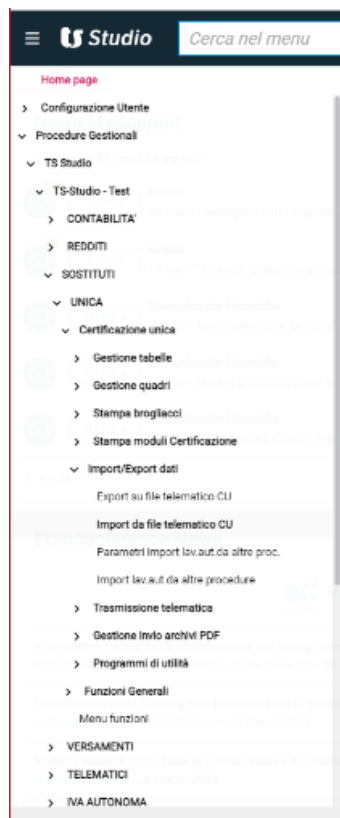 TS Studio
Cerca nel menu
Home page
Configurazione Utente
Procedure Gestionali
TS Studio
TS-Studio - Test
CONTABILITA'
REDDITI
SOSTITUTI
UNICA
Certificazione unica
Gestione tabelle
Gestione quadri
Stampa brogliacci
Stampa moduli Certificazione
Import/Export dati
Export su file telematico CU
Import da file telematico CU
Parametri import lav.aut.da altre proc.
Import lav.aut.da altre procedure
Trasmissione telematica
Gestione invio archivi PDF
Programmi di utilità
Funzioni Generali
Menu funzioni
VERSAMENTI
TELEMATICI
IVA AUTONOMA